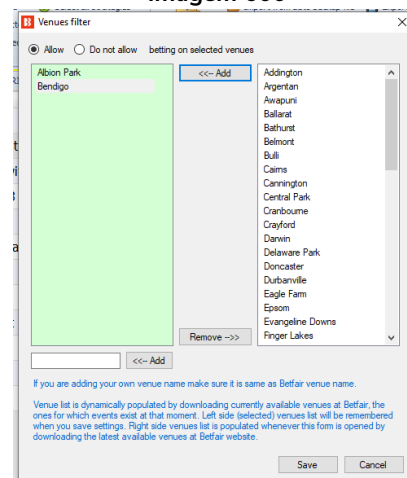 Venues filter
Allow Do not allow betting on selected venues
Albion Park
Bendigo
<<-- Add
Remove -->>
Addington
Argentan
Awapuni
Ballarat
Bathurst
Belmont
Bulli
Cairns
Cannington
Central Park
Cranbourne
Crayford
Darwin
Delaware Park
Doncaster
Durbanville
Eagle Farm
Epsom
Evangeline Downs
Finger Lakes
<<-- Add
If you are adding your own venue name make sure it is same as Betfair venue name.
Venue list is dynamically populated by downloading currently available venues at Betfair, the
ones for which events exist at that moment. Left side (selected) venues list will be remembered
when you save settings. Right side venues list is populated whenever this form is opened by
downloading the latest available venues at Betfair website.
Save Cancel